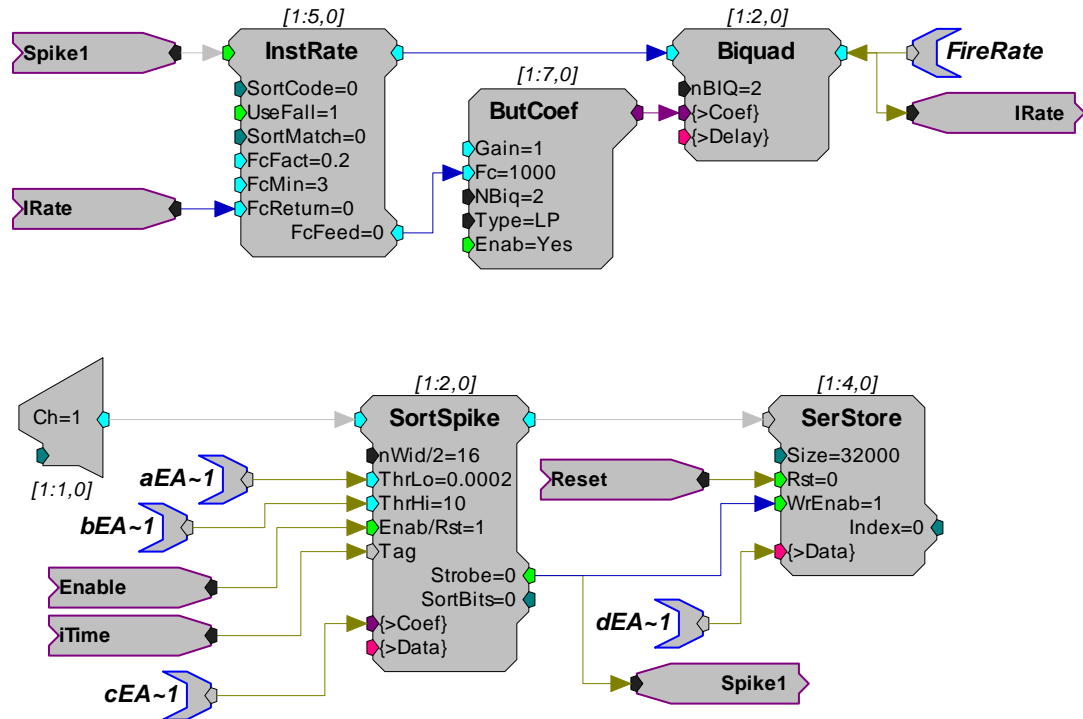 [1:5,0]
InstRate
Spike1
SortCode=0
UseFall=1
SortMatch=0
FcFact=0.2
FcMin=3
FcReturn=0
FcFeed=0
IRate
[1:7,0]
ButCoef
Gain=1
Fc=1000
NBiq=2
Type=LP
Enab=Yes
[1:2,0]
Biquad
nBIQ=2
{>Coef}
{>Delay}
FireRate
IRate
Ch=1
[1:1,0]
[1:2,0]
SortSpike
nWid/2=16
ThrLo=0.0002
ThrHi=10
Enab/Rst=1
Tag
Strobe=0
SortBits=0
{>Coef}
{>Data}
aEA~1
bEA~1
Enable
iTime
cEA~1
[1:4,0]
SerStore
Size=32000
Rst=0
WrEnab=1
Index=0
{>Data}
Reset
dEA~1
Spike1